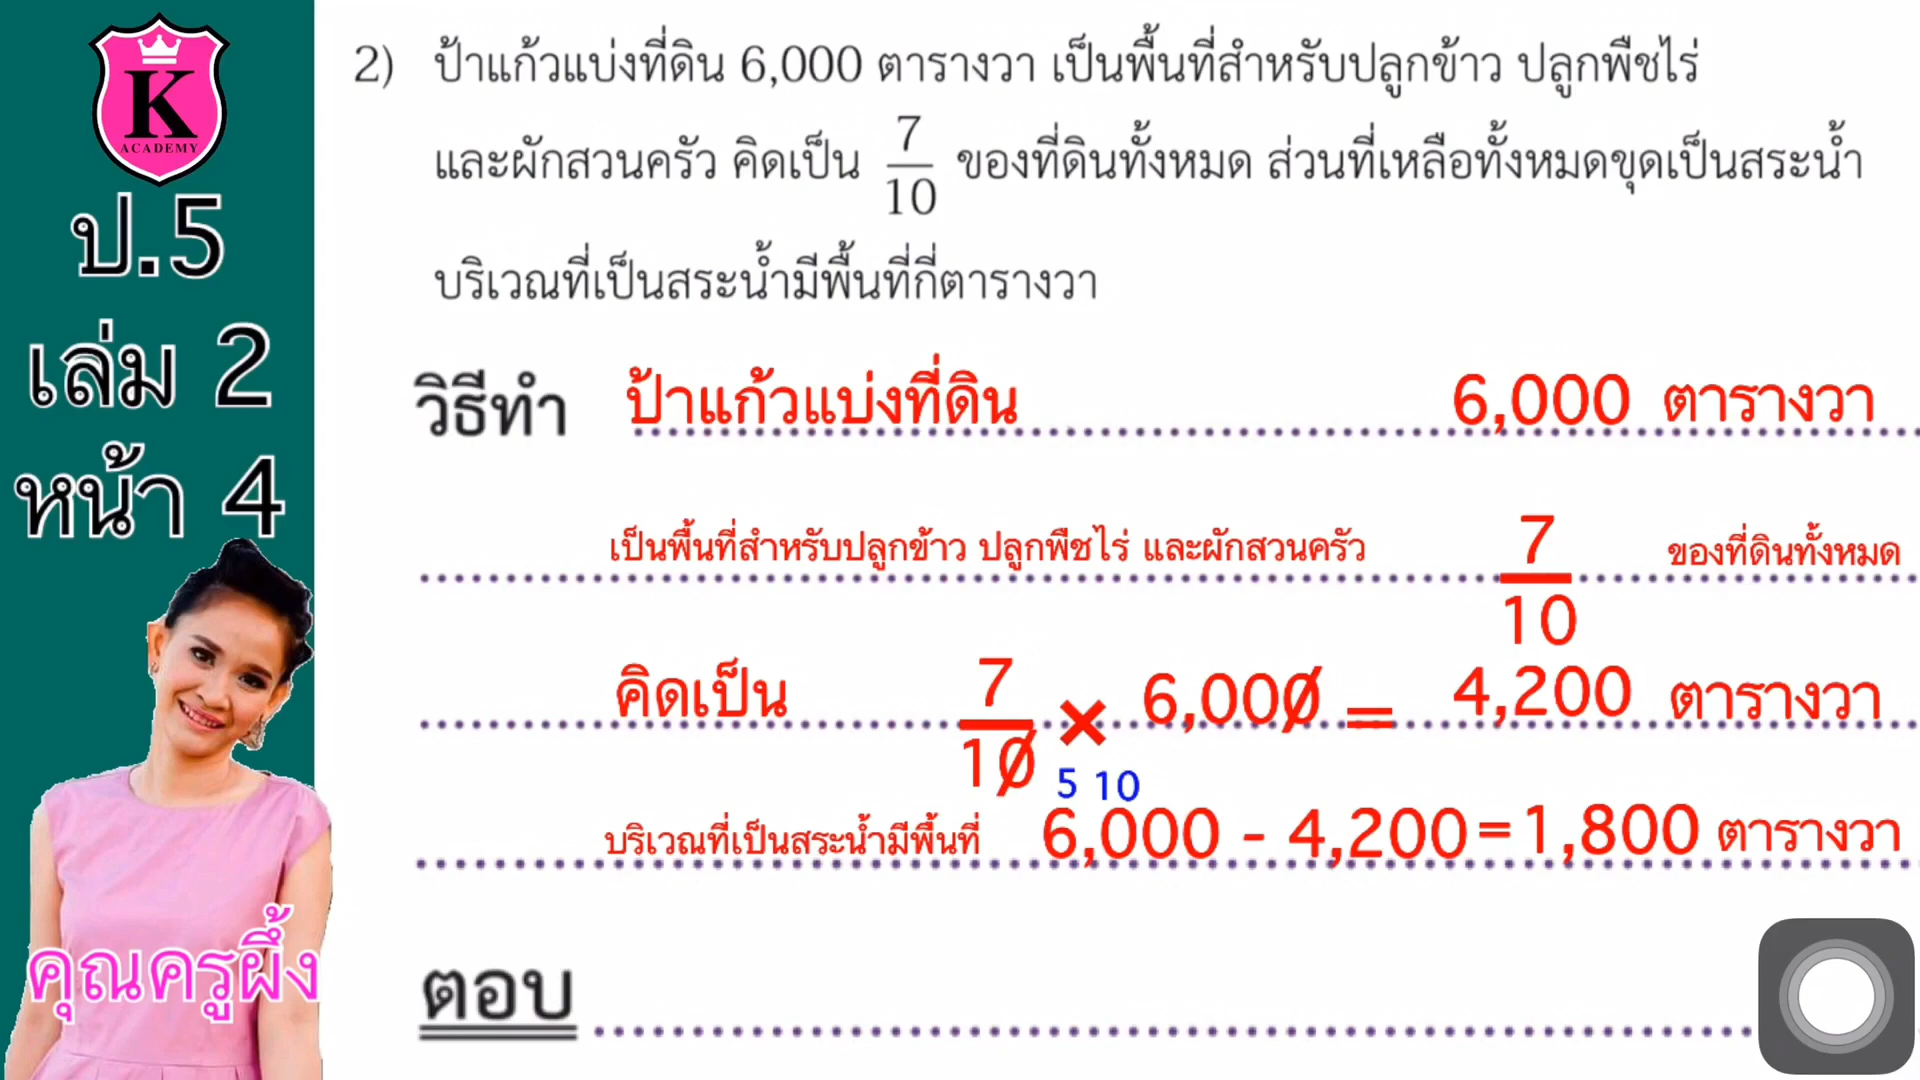 K
ACADEMY
ป.5
เล่ม 2
หน้า 4
คุณครูผึ้ง
2) ป้าแก้วแบ่งที่ดิน 6,000 ตารางวา เป็นพื้นที่สำหรับปลูกข้าว ปลูกพืชไร่
และผักสวนครัว คิดเป็น 7/10 ของที่ดินทั้งหมด ส่วนที่เหลือทั้งหมดขุดเป็นสระน้ำ
บริเวณที่เป็นสระน้ำมีพื้นที่กี่ตารางวา
วิธีทำ ป้าแก้วแบ่งที่ดิน 6,000 ตารางวา
เป็นพื้นที่สำหรับปลูกข้าว ปลูกพืชไร่ และผักสวนครัว 7/10 ของที่ดินทั้งหมด
คิดเป็น 7/10 × 6,000 = 4,200 ตารางวา
5 10
บริเวณที่เป็นสระน้ำมีพื้นที่ 6,000 - 4,200 = 1,800 ตารางวา
ตอบ